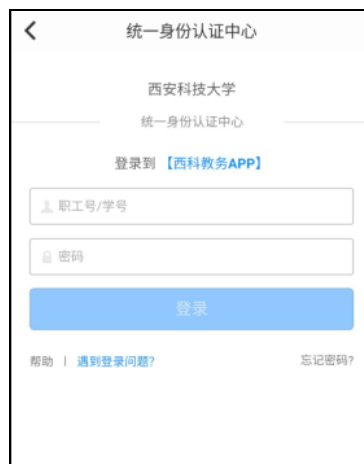 统一身份认证中心
西安科技大学
统一身份认证中心
登录到 【西科教务APP】
职工号/学号
密码
登录
帮助 | 遇到登录问题? 忘记密码?